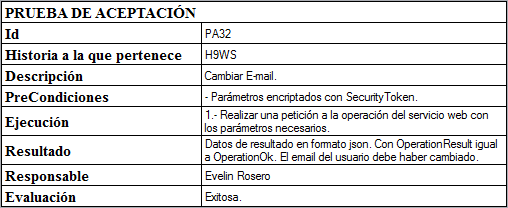 PRUEBA DE ACEPTACIÓN
Id PA32
Historia a la que pertenece H9WS
Descripción Cambiar E-mail.
PreCondiciones - Parámetros encriptados con SecurityToken.
Ejecución 1.- Realizar una petición a la operación del servicio web con
los parámetros necesarios.
Resultado Datos de resultado en formato json. Con OperationResult igual
a OperationOk. El email del usuario debe haber cambiado.
Responsable Evelin Rosero
Evaluación Exitosa.